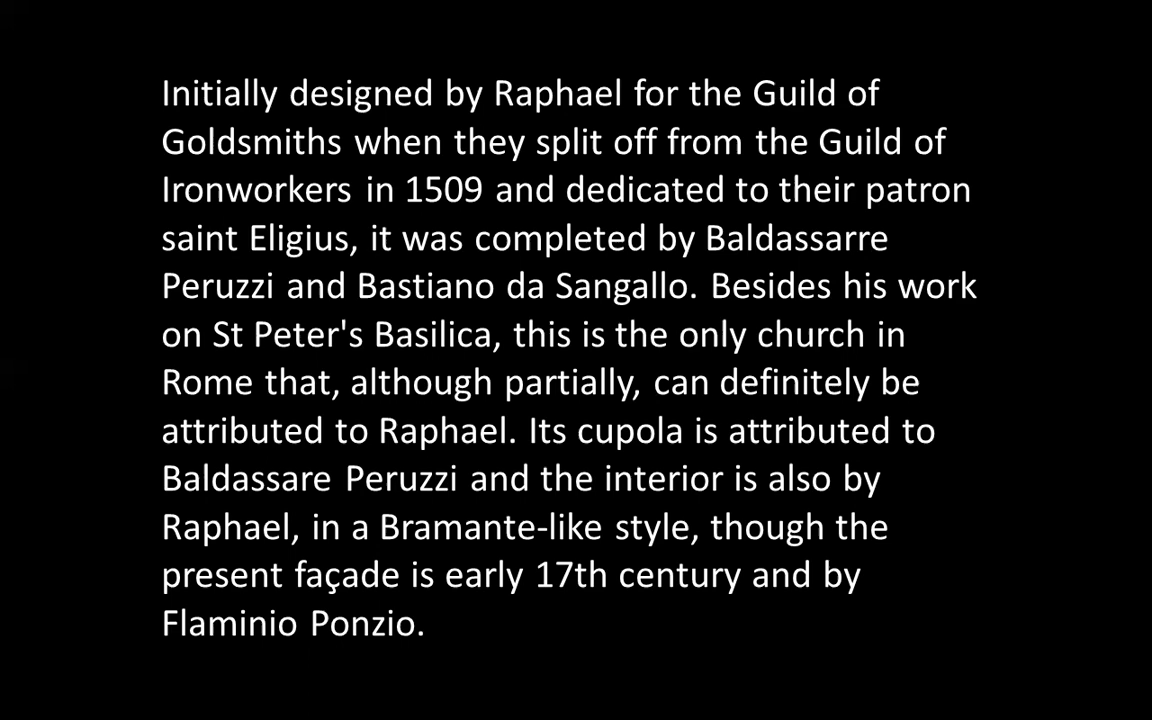 Initially designed by Raphael for the Guild of
Goldsmiths when they split off from the Guild of
Ironworkers in 1509 and dedicated to their patron
saint Eligius, it was completed by Baldassarre
Peruzzi and Bastiano da Sangallo. Besides his work
on St Peter's Basilica, this is the only church in
Rome that, although partially, can definitely be
attributed to Raphael. Its cupola is attributed to
Baldassare Peruzzi and the interior is also by
Raphael, in a Bramante-like style, though the
present façade is early 17th century and by
Flaminio Ponzio.